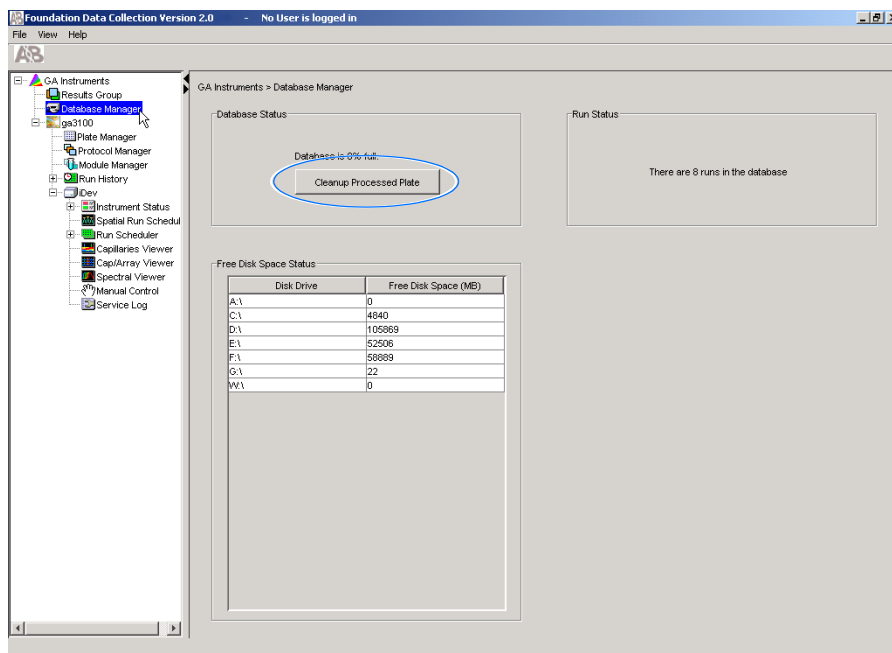 Foundation Data Collection Version 2.0 - No User is logged in
File View Help
AB
GA Instruments
Results Group
Database Manager
ga3100
Plate Manager
Protocol Manager
Module Manager
Run History
iDev
Instrument Status
Spatial Run Schedul
Run Scheduler
Capillaries Viewer
Cap/Array Viewer
Spectral Viewer
Manual Control
Service Log
GA Instruments > Database Manager
Database Status
Database is 0% full.
Cleanup Processed Plate
Run Status
There are 8 runs in the database
Free Disk Space Status
Disk Drive Free Disk Space (MB)
A:\ 0
C:\ 4840
D:\ 105869
E:\ 52506
F:\ 58889
G:\ 22
W:\ 0